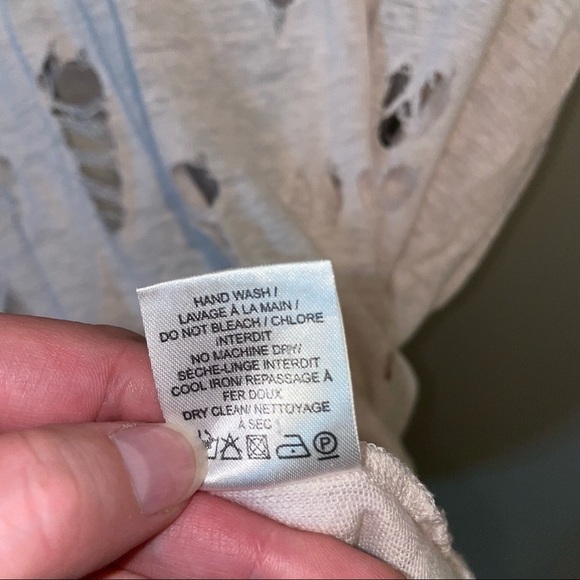 HAND WASH /
LAVAGE À LA MAIN /
DO NOT BLEACH / CHLORE
INTERDIT
NO MACHINE DRY/
SÈCHE-LINGE INTERDIT
COOL IRON/ REPASSAGE À
FER DOUX
DRY CLEAN/ NETTOYAGE
À SEC
P